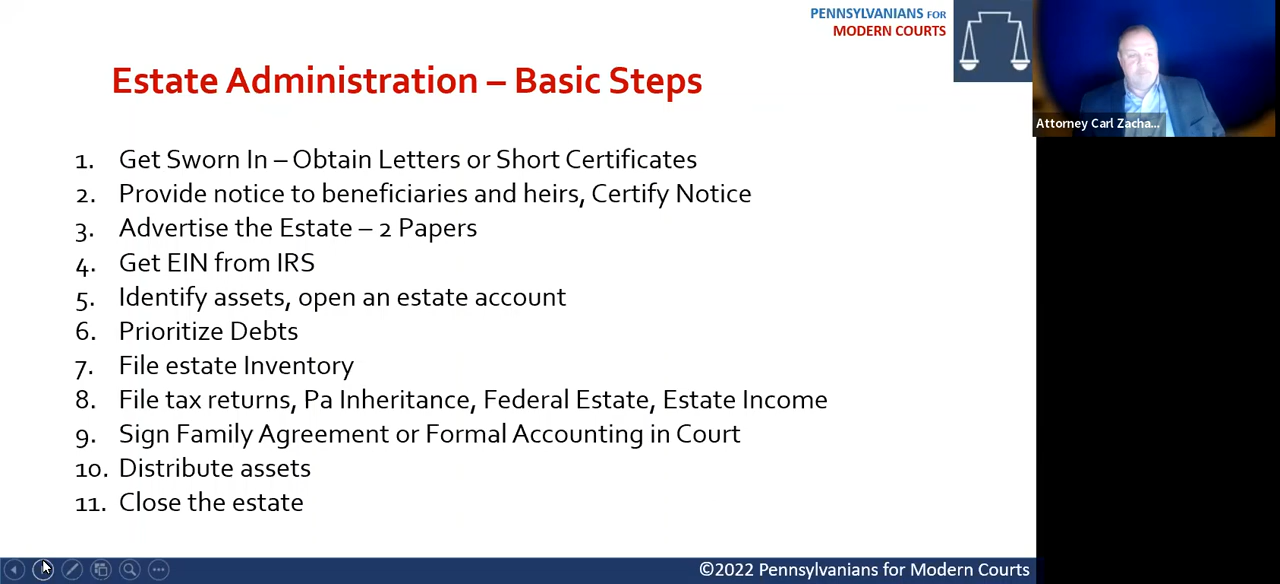 PENNSYLVANIANS FOR
MODERN COURTS
Estate Administration – Basic Steps
Attorney Carl Zacha...
1. Get Sworn In – Obtain Letters or Short Certificates
2. Provide notice to beneficiaries and heirs, Certify Notice
3. Advertise the Estate – 2 Papers
4. Get EIN from IRS
5. Identify assets, open an estate account
6. Prioritize Debts
7. File estate Inventory
8. File tax returns, Pa Inheritance, Federal Estate, Estate Income
9. Sign Family Agreement or Formal Accounting in Court
10. Distribute assets
11. Close the estate
©2022 Pennsylvanians for Modern Courts